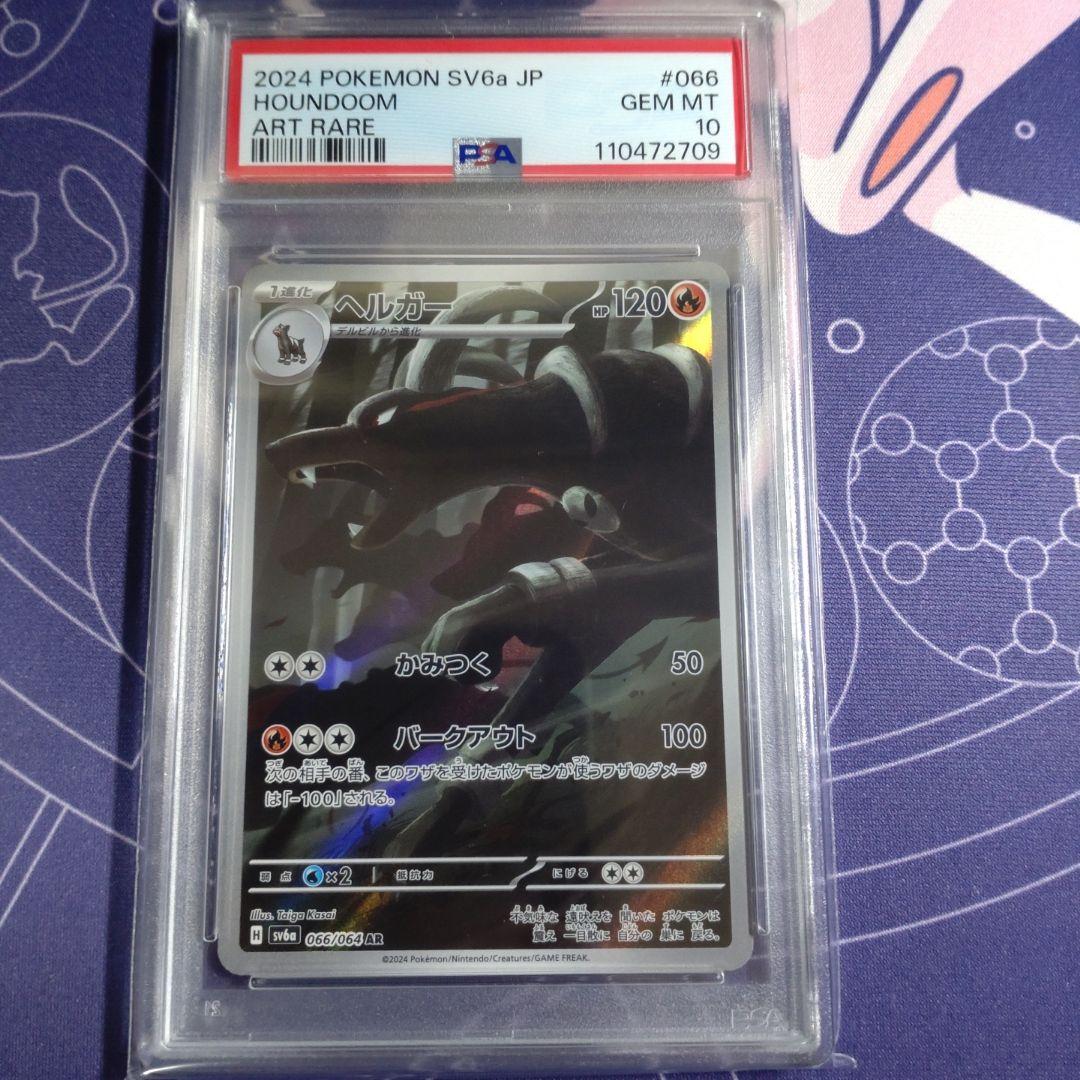 2024 POKEMON SV6a JP #066
HOUNDOOM GEM MT
ART RARE 10
PSA 110472709
1進化 ヘルガー HP 120
デルビルから進化
かみつく 50
バークアウト 100
次の相手の番、このワザを受けたポケモンが使うワザのダメージ
は「-100」される。
弱点 ×2 抵抗力 にげる
Illus. Taiga Kasai
不気味な 遠吠えを 聞いた ポケモンは
震え 一目散に 自分の 巣に 戻る。
H sv6a 066/064 AR
©2024 Pokémon/Nintendo/Creatures/GAME FREAK.